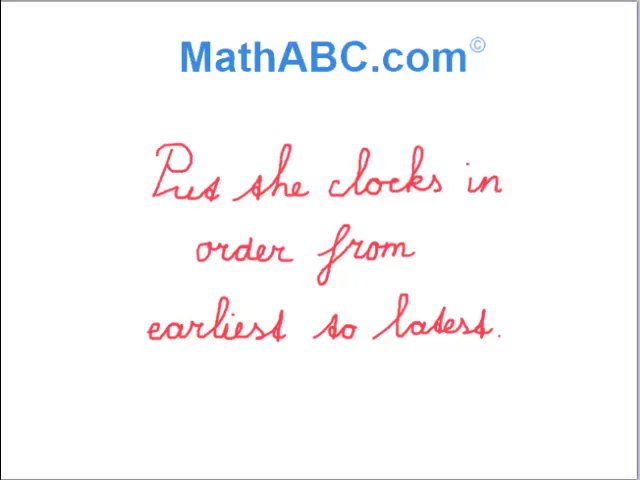 MathABC.com©
Put the clocks in
order from
earliest to latest.